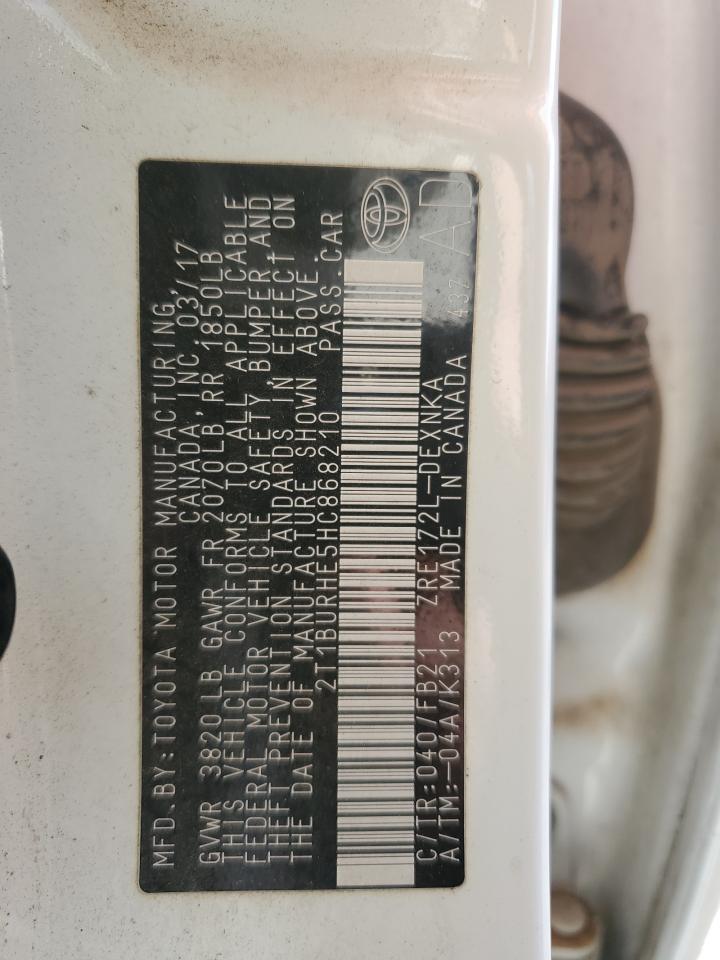 MFD.BY:TOYOTA MOTOR MANUFACTURING,
CANADA, INC. 03/17
GVWR 3820LB GAWR FR 2070LB,RR 1850LB
THIS VEHICLE CONFORMS TO ALL APPLICABLE
FEDERAL MOTOR VEHICLE SAFETY,BUMPER,AND
THEFT PREVENTION STANDARDS IN EFFECT ON
THE DATE OF MANUFACTURE SHOWN ABOVE.
2T1BURHE5HC868210 PASS.CAR
C/TR:040/FB21 ZRE172L-DEXNKA
A/TM:-04A/K313 MADE IN CANADA 437 AD